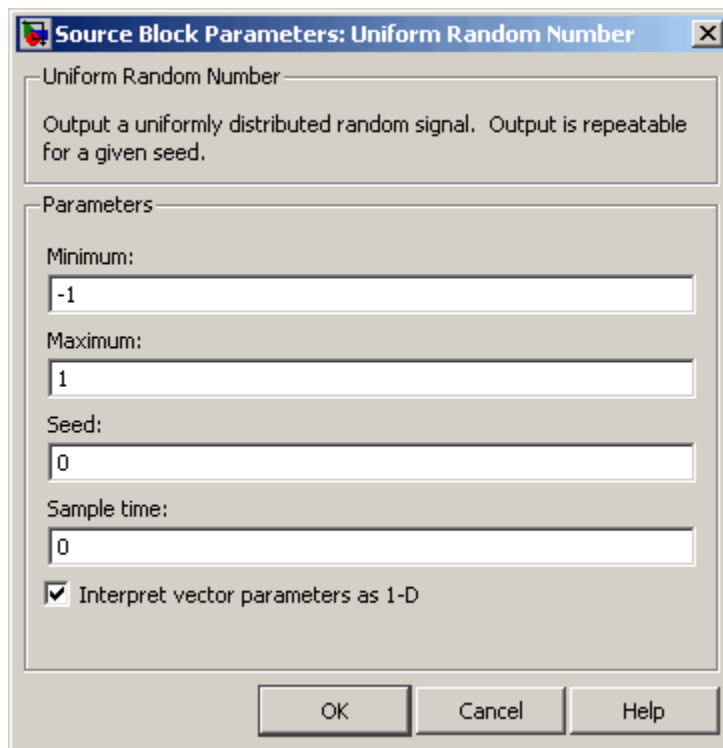 Source Block Parameters: Uniform Random Number
Uniform Random Number
Output a uniformly distributed random signal.  Output is repeatable
for a given seed.
Parameters
Minimum:
-1
Maximum:
1
Seed:
0
Sample time:
0
Interpret vector parameters as 1-D
OK Cancel Help